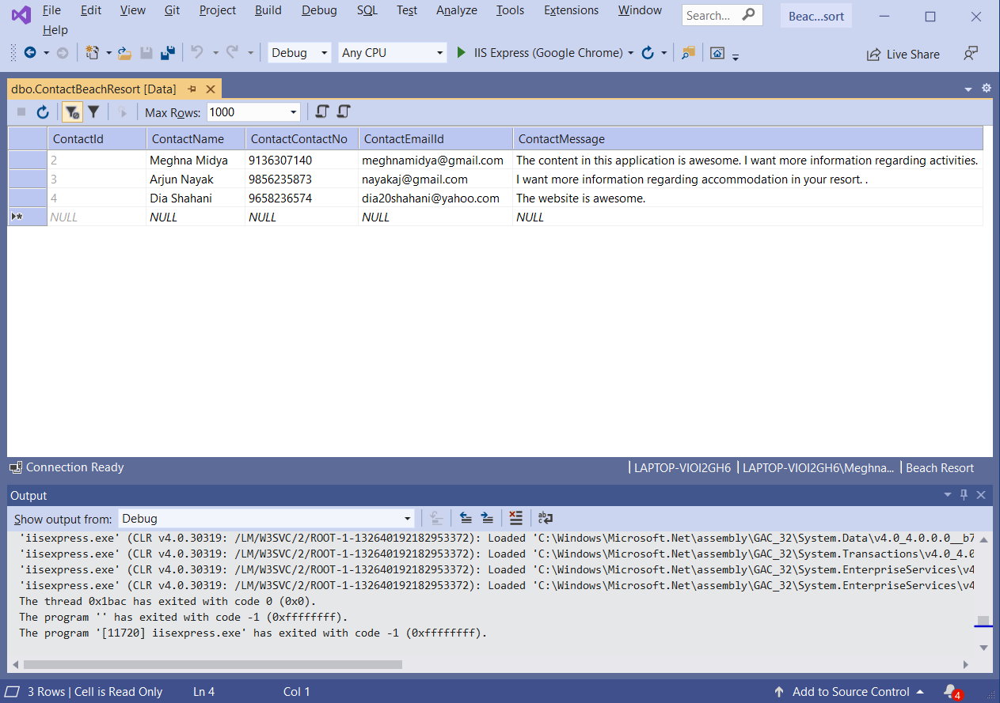 File Edit View Git Project Build Debug SQL Test Analyze Tools Extensions Window Search... Beac...sort
Help
Debug Any CPU IIS Express (Google Chrome) Live Share
dbo.ContactBeachResort [Data]
Max Rows: 1000
ContactId ContactName ContactContactNo ContactEmailId ContactMessage
2 Meghna Midya 9136307140 meghnamidya@gmail.com The content in this application is awesome. I want more information regarding activities.
3 Arjun Nayak 9856235873 nayakaj@gmail.com I want more information regarding accommodation in your resort. .
4 Dia Shahani 9658236574 dia20shahani@yahoo.com The website is awesome.
NULL NULL NULL NULL NULL
Connection Ready LAPTOP-VIOI2GH6 LAPTOP-VIOI2GH6\Meghna... Beach Resort
Output
Show output from: Debug
'iisexpress.exe' (CLR v4.0.30319: /LM/W3SVC/2/ROOT-1-132640192182953372): Loaded 'C:\Windows\Microsoft.Net\assembly\GAC_32\System.Data\v4.0_4.0.0.0__b7
'iisexpress.exe' (CLR v4.0.30319: /LM/W3SVC/2/ROOT-1-132640192182953372): Loaded 'C:\Windows\Microsoft.Net\assembly\GAC_32\System.Transactions\v4.0_4.0
'iisexpress.exe' (CLR v4.0.30319: /LM/W3SVC/2/ROOT-1-132640192182953372): Loaded 'C:\Windows\Microsoft.Net\assembly\GAC_32\System.EnterpriseServices\v4
'iisexpress.exe' (CLR v4.0.30319: /LM/W3SVC/2/ROOT-1-132640192182953372): Loaded 'C:\Windows\Microsoft.Net\assembly\GAC_32\System.EnterpriseServices\v4
The thread 0x1bac has exited with code 0 (0x0).
The program '' has exited with code -1 (0xffffffff).
The program '[11720] iisexpress.exe' has exited with code -1 (0xffffffff).
3 Rows | Cell is Read Only Ln 4 Col 1 Add to Source Control 4